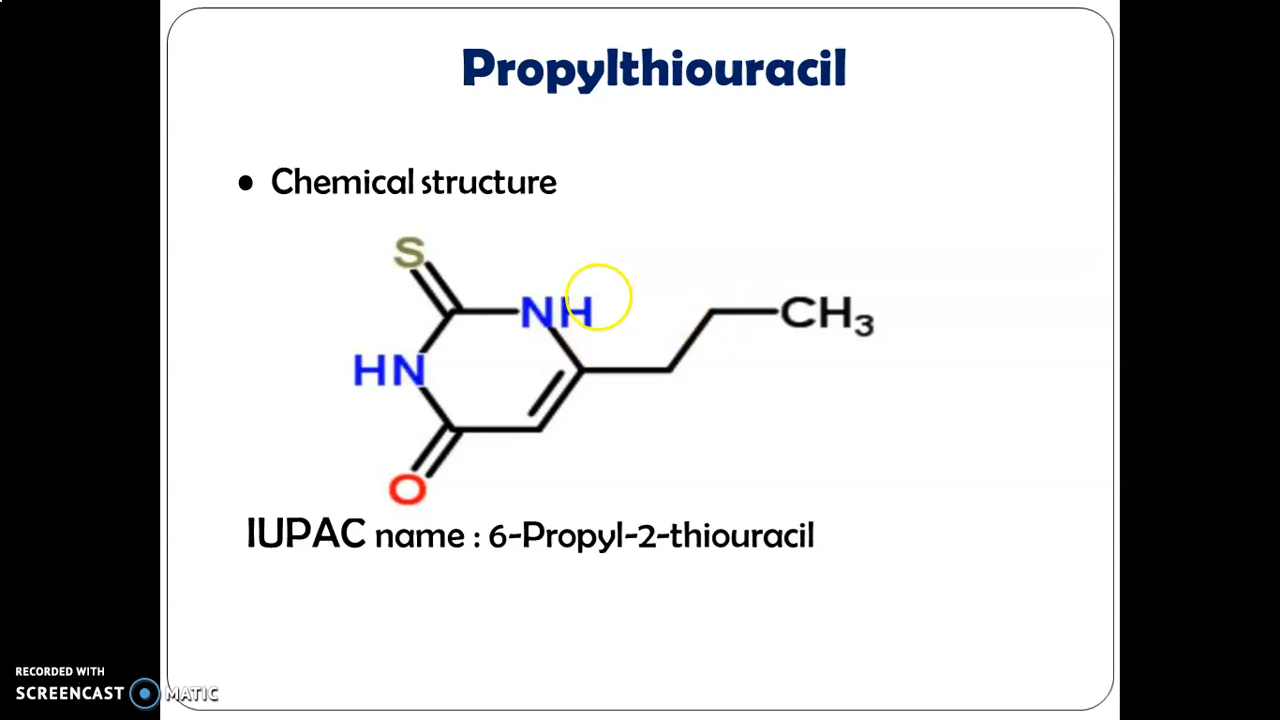 Propylthiouracil
• Chemical structure
S
NH
CH3
HN
O
IUPAC name : 6-Propyl-2-thiouracil
RECORDED WITH
SCREENCAST MATIC